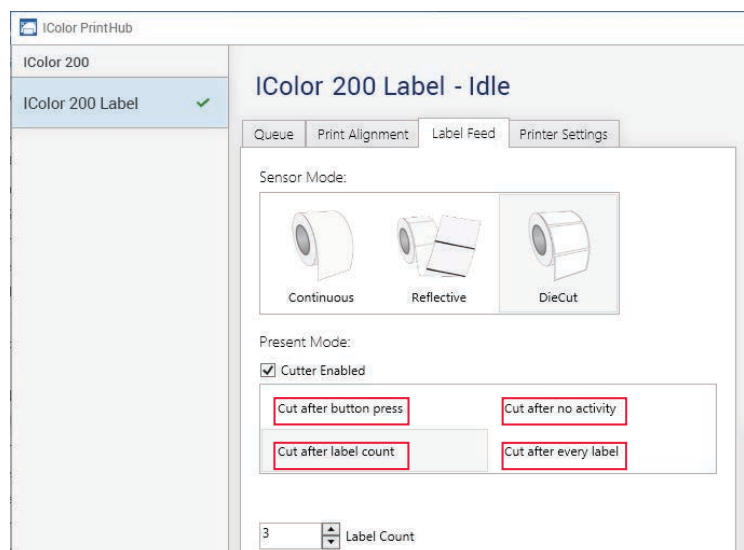 IColor PrintHub
IColor 200
IColor 200 Label
IColor 200 Label - Idle
Queue Print Alignment Label Feed Printer Settings
Sensor Mode:
Continuous Reflective DieCut
Present Mode:
Cutter Enabled
Cut after button press Cut after no activity
Cut after label count Cut after every label
3 Label Count